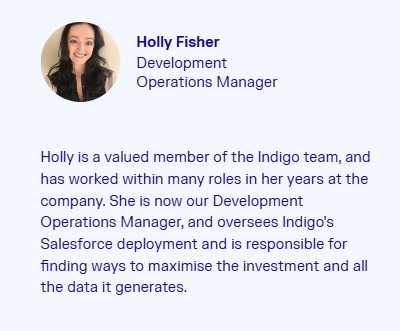 Holly Fisher
Development
Operations Manager
Holly is a valued member of the Indigo team, and
has worked within many roles in her years at the
company. She is now our Development
Operations Manager, and oversees Indigo’s
Salesforce deployment and is responsible for
finding ways to maximise the investment and all
the data it generates.